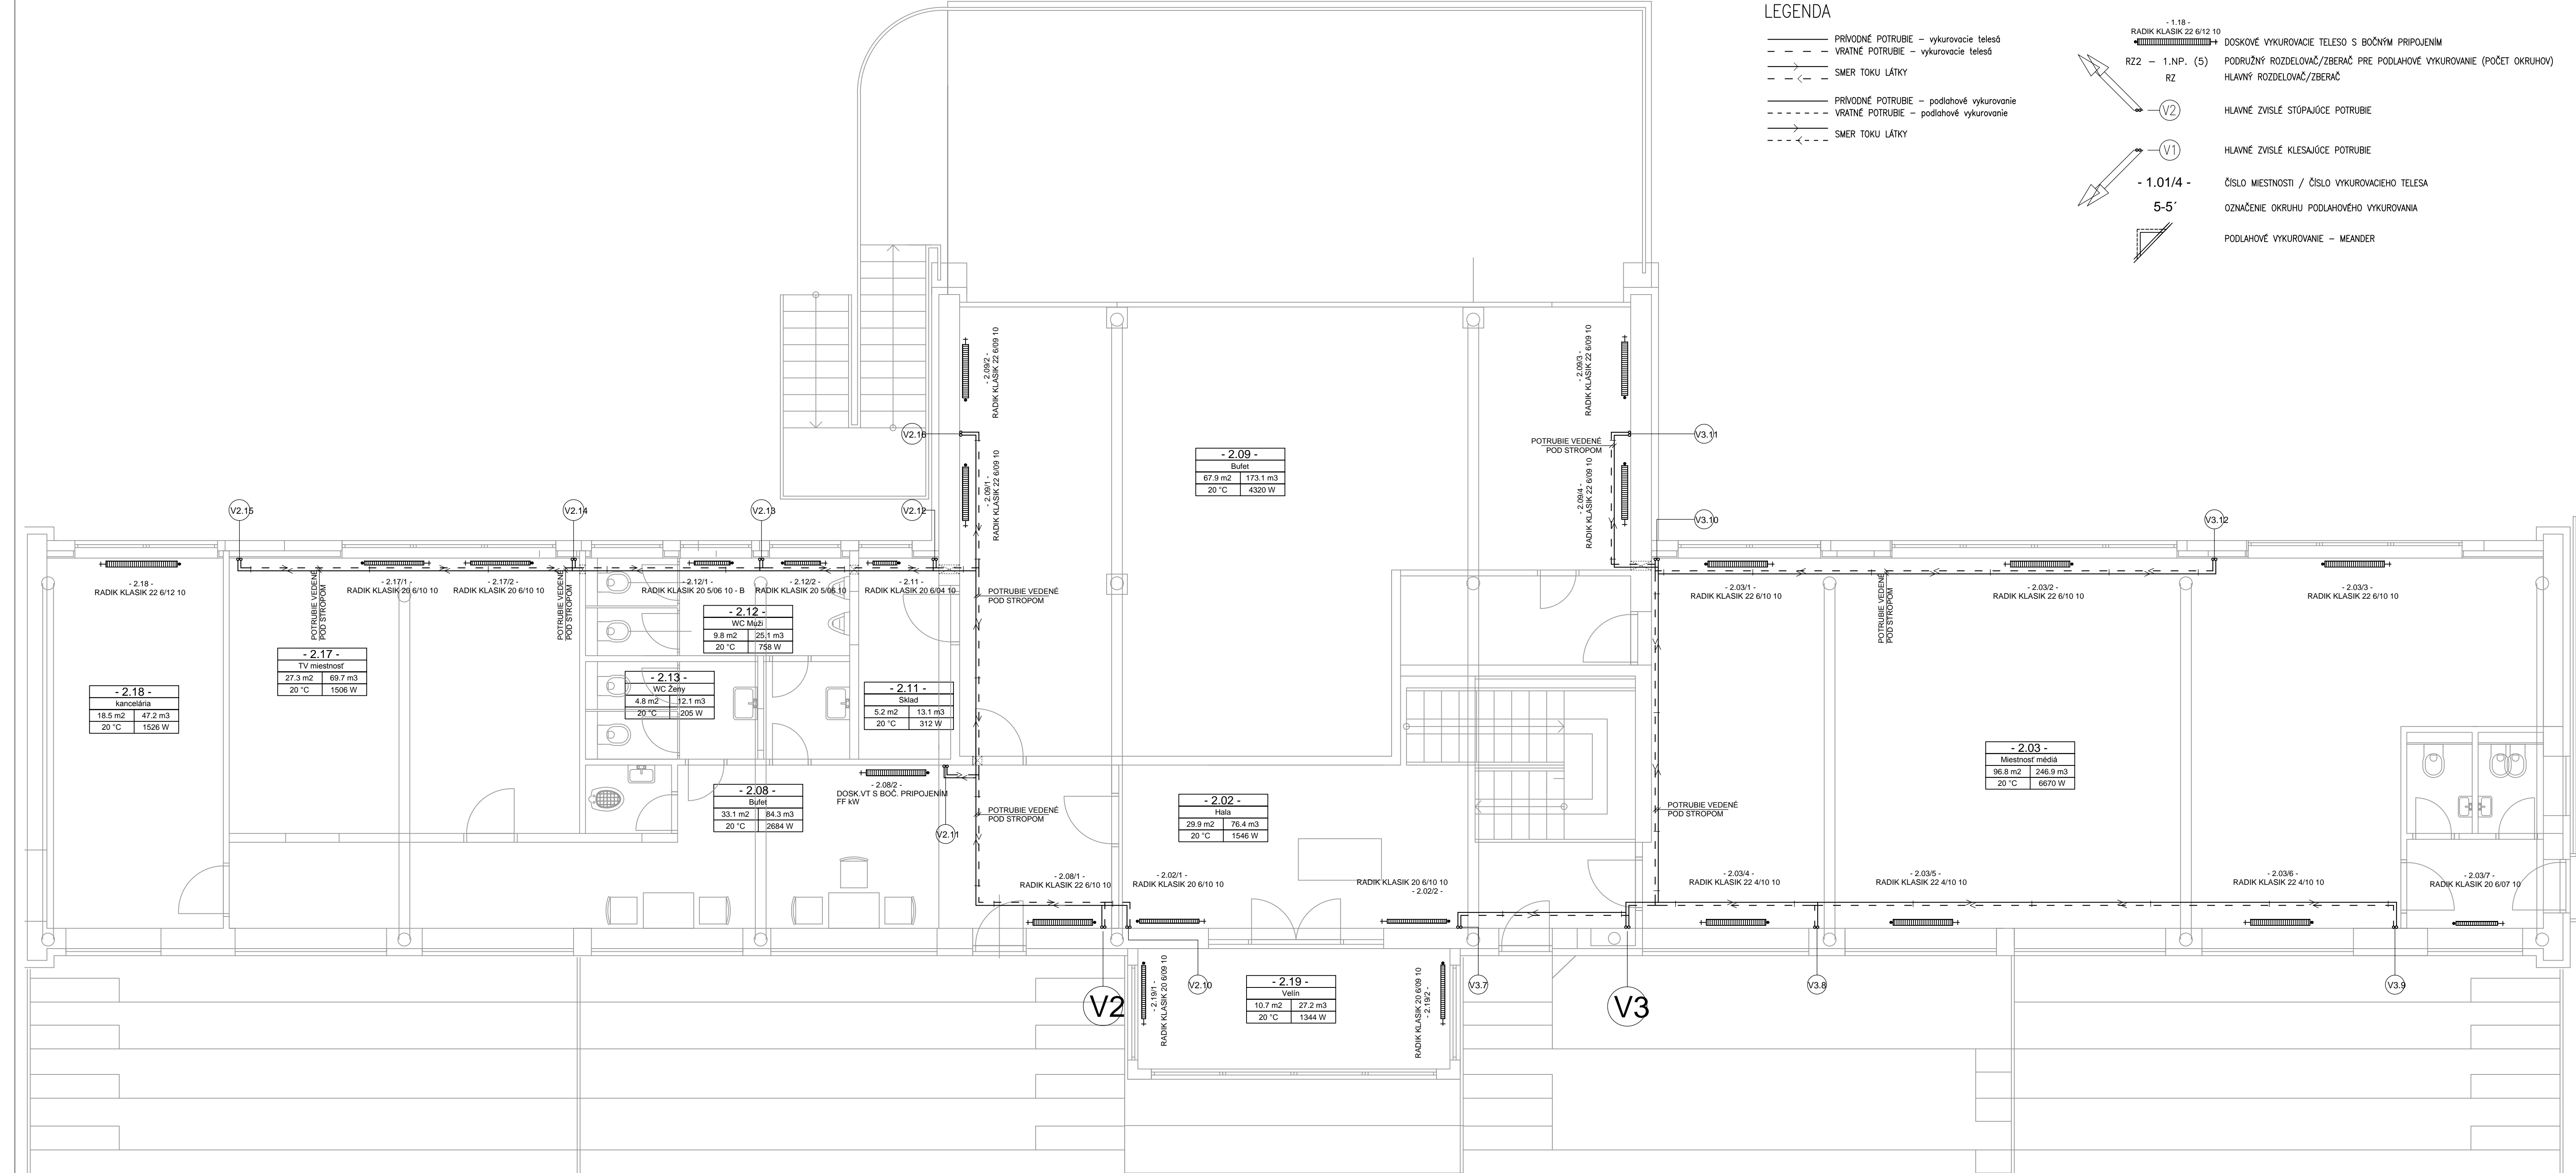 LEGENDA
PRÍVODNÉ POTRUBIE – vykurovacie telesá
VRATNÉ POTRUBIE – vykurovacie telesá
SMER TOKU LÁTKY
PRÍVODNÉ POTRUBIE – podlahové vykurovanie
VRATNÉ POTRUBIE – podlahové vykurovanie
SMER TOKU LÁTKY
- 1.18 -
RADIK KLASIK 22 6/12 10
DOSKOVÉ VYKUROVACIE TELESO S BOČNÝM PRIPOJENÍM
RZ2 – 1.NP. (5) PODRUŽNÝ ROZDELOVAČ/ZBERAČ PRE PODLAHOVÉ VYKUROVANIE (POČET OKRUHOV)
RZ HLAVNÝ ROZDELOVAČ/ZBERAČ
V2 HLAVNÉ ZVISLÉ STÚPAJÚCE POTRUBIE
V1 HLAVNÉ ZVISLÉ KLESAJÚCE POTRUBIE
- 1.01/4 - ČÍSLO MIESTNOSTI / ČÍSLO VYKUROVACIEHO TELESA
5-5´ OZNAČENIE OKRUHU PODLAHOVÉHO VYKUROVANIA
PODLAHOVÉ VYKUROVANIE – MEANDER
- 2.09/2 -
RADIK KLASIK 22 6/09 10
- 2.09/3 -
RADIK KLASIK 22 6/09 10
V2.16
V3.11
POTRUBIE VEDENÉ
POD STROPOM
- 2.09/1 -
RADIK KLASIK 22 6/09 10
- 2.09 -
Bufet
67.9 m2 173.1 m3
20 °C 4320 W
- 2.09/4 -
RADIK KLASIK 22 6/09 10
V2.15
V2.14
V2.13
V2.12
V3.10
V3.12
- 2.18 -
RADIK KLASIK 22 6/12 10
POTRUBIE VEDENÉ
POD STROPOM
- 2.17/1 -
RADIK KLASIK 20 6/10 10
- 2.17/2 -
RADIK KLASIK 20 6/10 10
POTRUBIE VEDENÉ
POD STROPOM
- 2.12/1 -
RADIK KLASIK 20 5/06 10 - B
- 2.12/2 -
RADIK KLASIK 20 5/06 10
- 2.11 -
RADIK KLASIK 20 6/04 10
POTRUBIE VEDENÉ
POD STROPOM
- 2.03/1 -
RADIK KLASIK 22 6/10 10
POTRUBIE VEDENÉ
POD STROPOM
- 2.03/2 -
RADIK KLASIK 22 6/10 10
- 2.03/3 -
RADIK KLASIK 22 6/10 10
- 2.12 -
WC Muži
9.8 m2 25.1 m3
20 °C 758 W
- 2.17 -
TV miestnosť
27.3 m2 69.7 m3
20 °C 1506 W
- 2.18 -
kancelária
18.5 m2 47.2 m3
20 °C 1526 W
- 2.13 -
WC Ženy
4.8 m2 12.1 m3
20 °C 205 W
- 2.11 -
Sklad
5.2 m2 13.1 m3
20 °C 312 W
- 2.03 -
Miestnosť médiá
96.8 m2 246.9 m3
20 °C 6670 W
- 2.08 -
Bufet
33.1 m2 84.3 m3
20 °C 2684 W
- 2.08/2 -
DOSK.VT S BOČ. PRIPOJENÍM
FF kW
V2.11
POTRUBIE VEDENÉ
POD STROPOM
- 2.02 -
Hala
29.9 m2 76.4 m3
20 °C 1546 W
POTRUBIE VEDENÉ
POD STROPOM
- 2.08/1 -
RADIK KLASIK 22 6/10 10
- 2.02/1 -
RADIK KLASIK 20 6/10 10
RADIK KLASIK 20 6/10 10
- 2.02/2 -
- 2.03/4 -
RADIK KLASIK 22 4/10 10
- 2.03/5 -
RADIK KLASIK 22 4/10 10
- 2.03/6 -
RADIK KLASIK 22 4/10 10
- 2.03/7 -
RADIK KLASIK 20 6/07 10
V2
- 2.19/1 -
RADIK KLASIK 20 6/09 10
V2.10
- 2.19 -
Velín
10.7 m2 27.2 m3
20 °C 1344 W
RADIK KLASIK 20 6/09 10
- 2.19/2 -
V3.7
V3
V3.8
V3.9